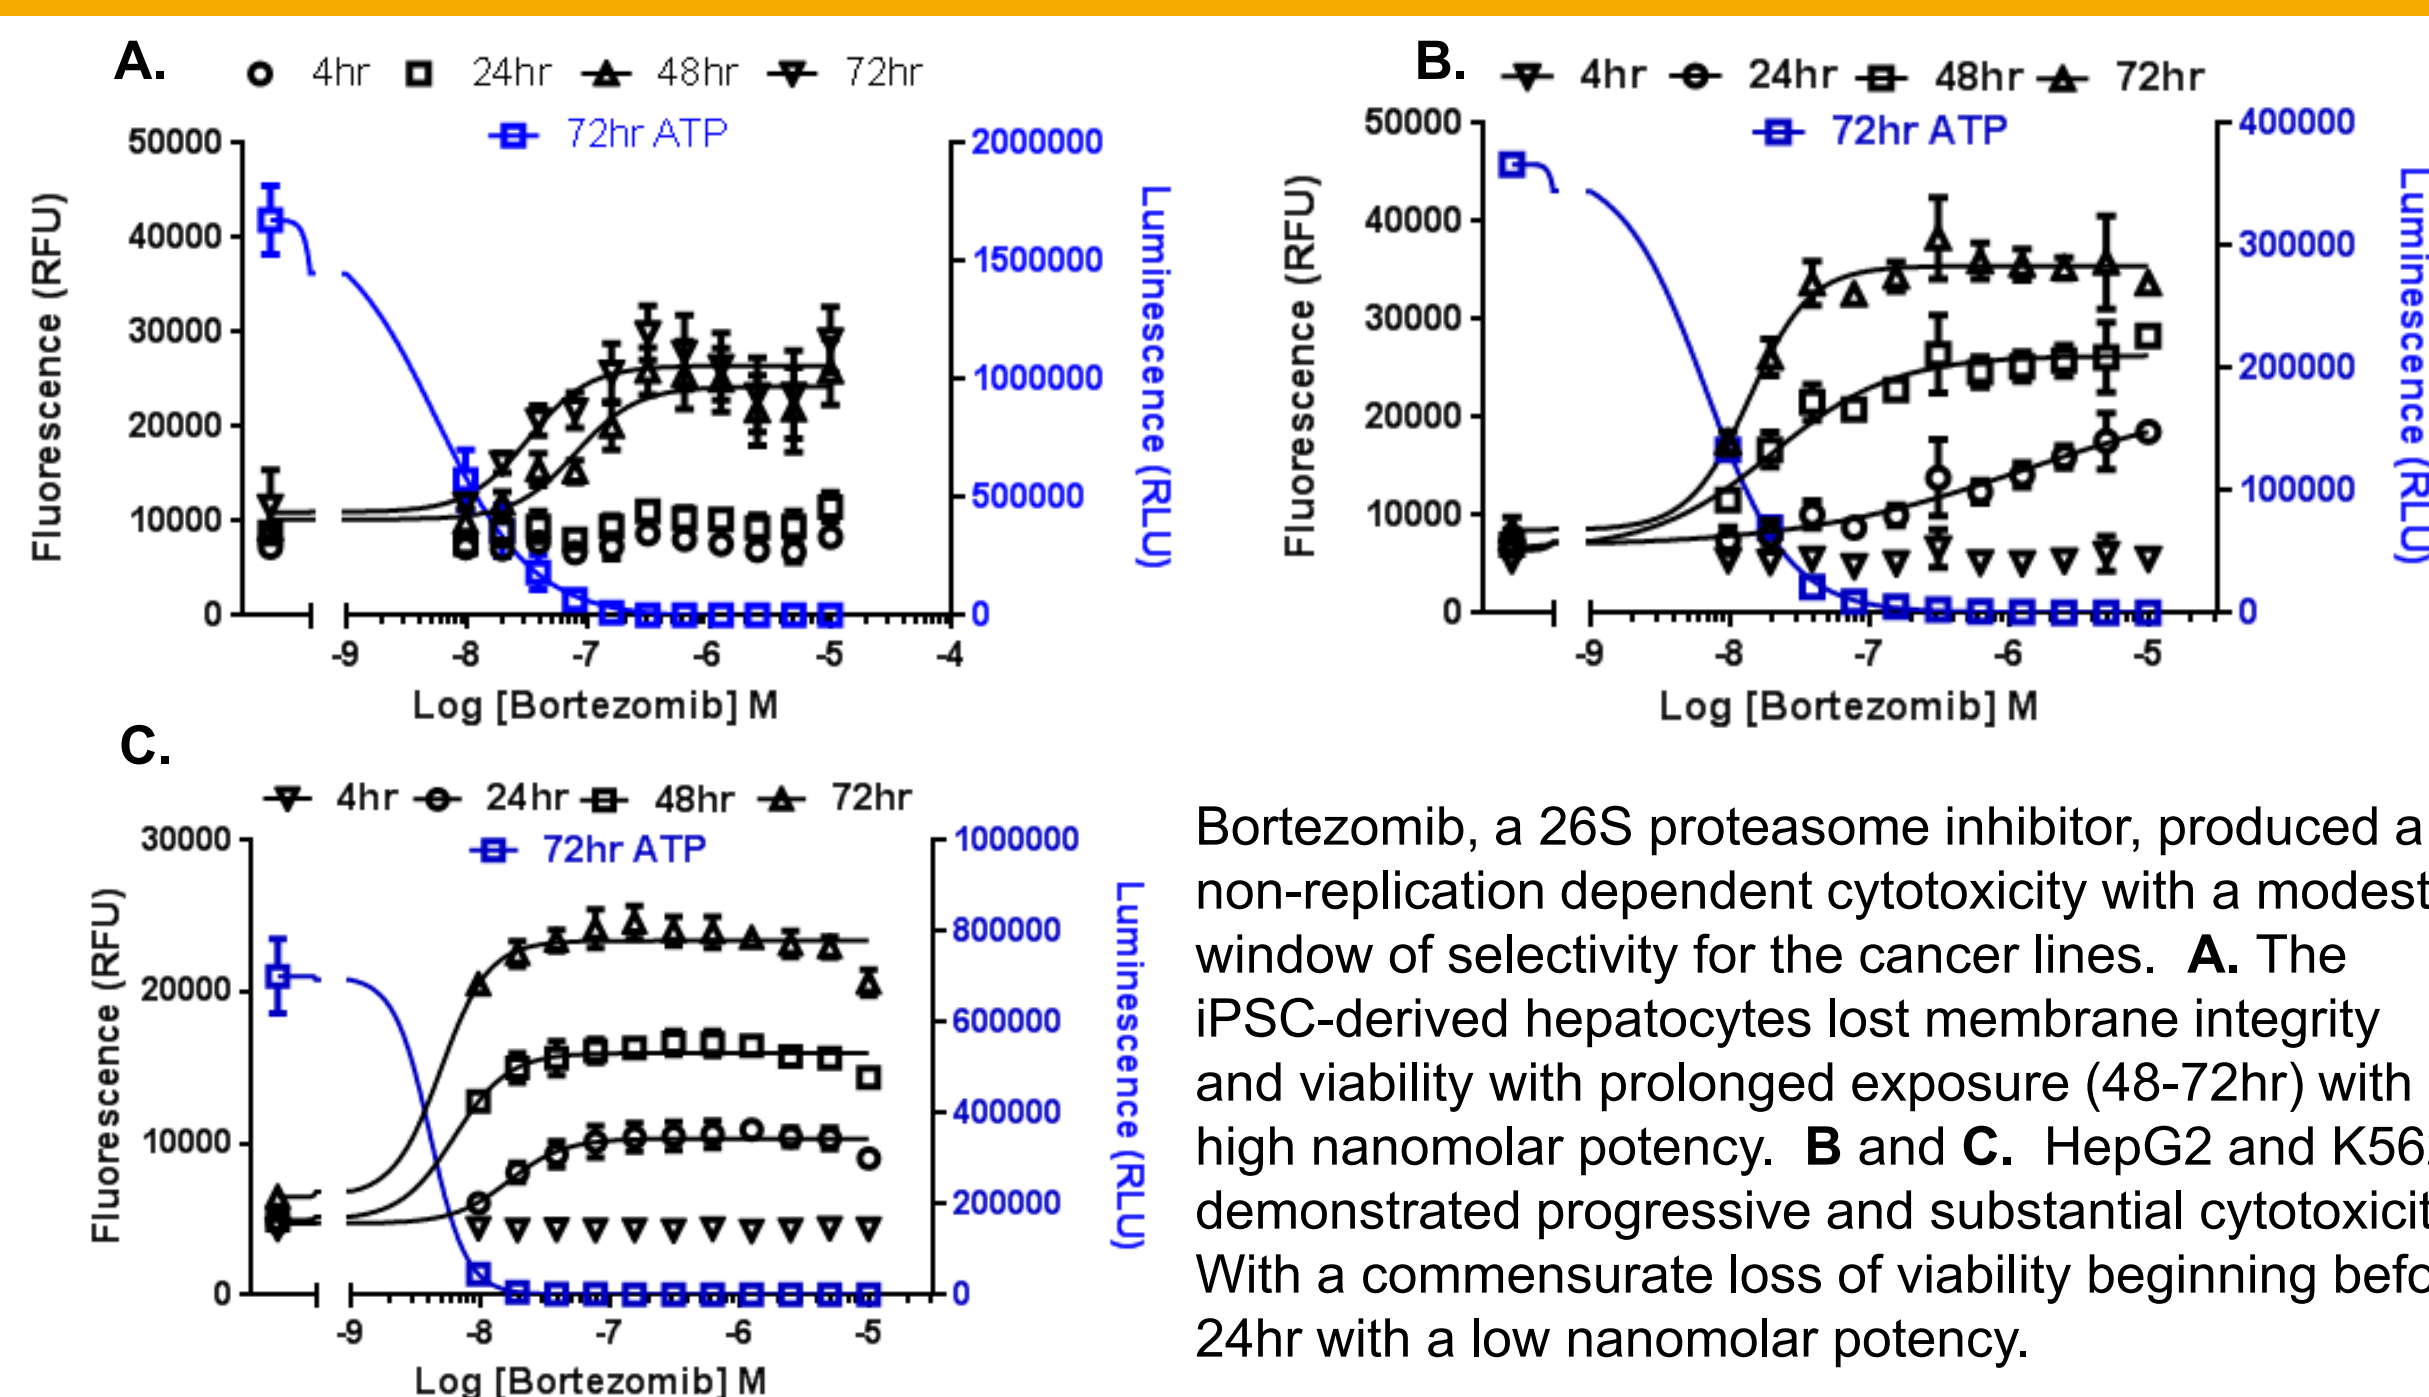 A.
4hr 24hr 48hr 72hr
72hr ATP
50000
40000
30000
20000
10000
0
Fluorescence (RFU)
2000000
1500000
1000000
500000
0
Luminescence (RLU)
-9 -8 -7 -6 -5 -4
Log [Bortezomib] M
B.
4hr 24hr 48hr 72hr
72hr ATP
50000
40000
30000
20000
10000
0
Fluorescence (RFU)
400000
300000
200000
100000
0
Luminescence (RLU)
-9 -8 -7 -6 -5
Log [Bortezomib] M
C.
4hr 24hr 48hr 72hr
72hr ATP
30000
20000
10000
0
Fluorescence (RFU)
1000000
800000
600000
400000
200000
0
Luminescence (RLU)
-9 -8 -7 -6 -5
Log [Bortezomib] M
Bortezomib, a 26S proteasome inhibitor, produced a
non-replication dependent cytotoxicity with a modest
window of selectivity for the cancer lines. A. The
iPSC-derived hepatocytes lost membrane integrity
and viability with prolonged exposure (48-72hr) with
high nanomolar potency. B and C. HepG2 and
demonstrated progressive and substantial
With a commensurate loss of viability beginning
24hr with a low nanomolar potency.